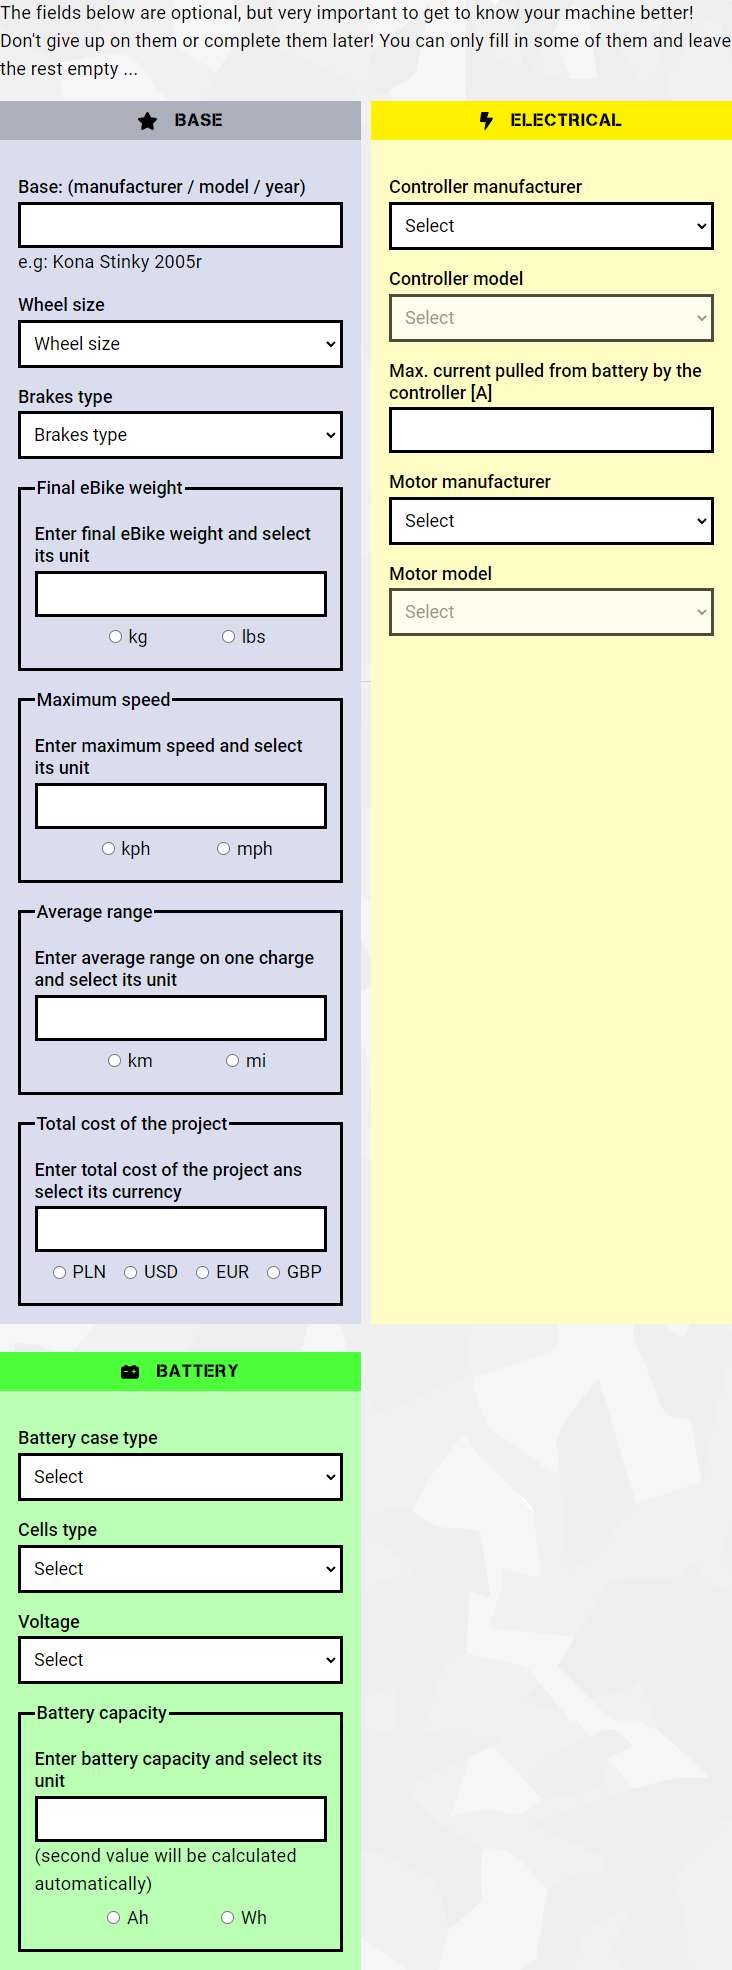 The fields below are optional, but very important to get to know your machine better!
Don't give up on them or complete them later! You can only fill in some of them and leave
the rest empty ...
BASE
Base: (manufacturer / model / year)
e.g: Kona Stinky 2005r
Wheel size
Wheel size
Brakes type
Brakes type
Final eBike weight
Enter final eBike weight and select
its unit
kg lbs
Maximum speed
Enter maximum speed and select
its unit
kph mph
Average range
Enter average range on one charge
and select its unit
km mi
Total cost of the project
Enter total cost of the project ans
select its currency
PLN USD EUR GBP
ELECTRICAL
Controller manufacturer
Select
Controller model
Select
Max. current pulled from battery by the
controller [A]
Motor manufacturer
Select
Motor model
Select
BATTERY
Battery case type
Select
Cells type
Select
Voltage
Select
Battery capacity
Enter battery capacity and select its
unit
(second value will be calculated
automatically)
Ah Wh